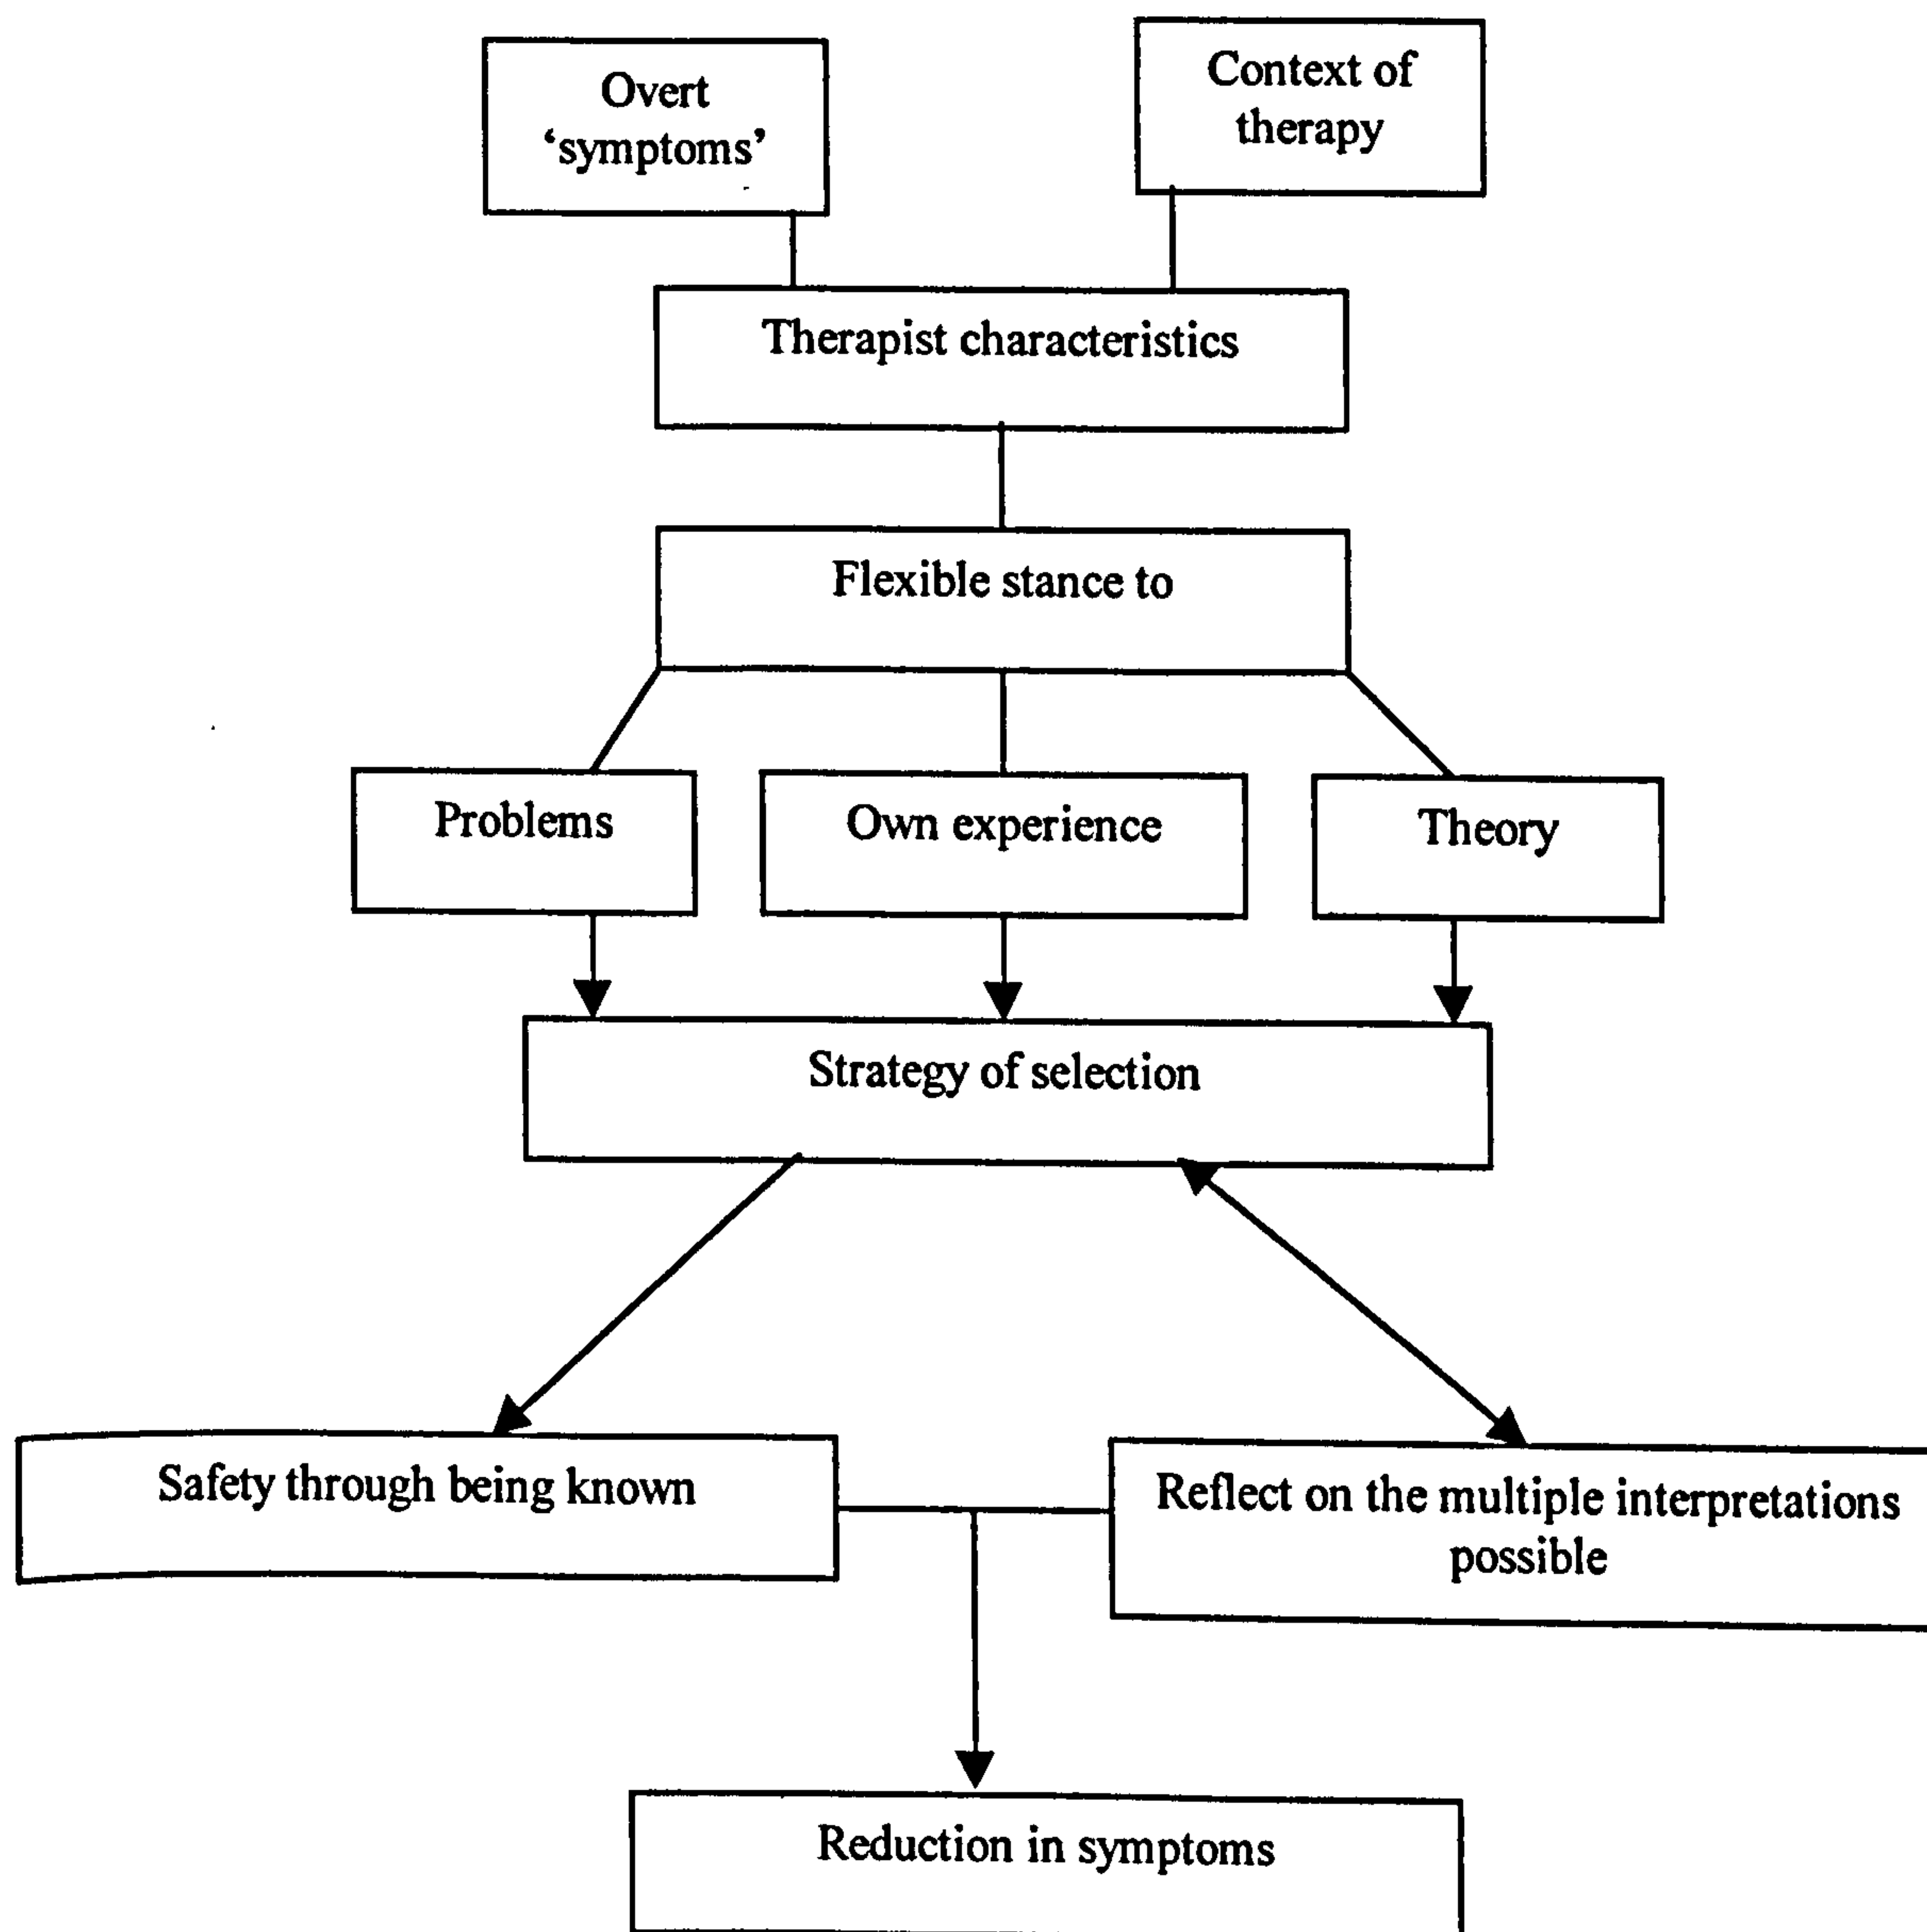 Overt
‘symptoms’
Context of
therapy
Therapist characteristics
Flexible stance to
Problems
Own experience
Theory
Strategy of selection
Safety through being known
Reflect on the multiple interpretations
possible
Reduction in symptoms